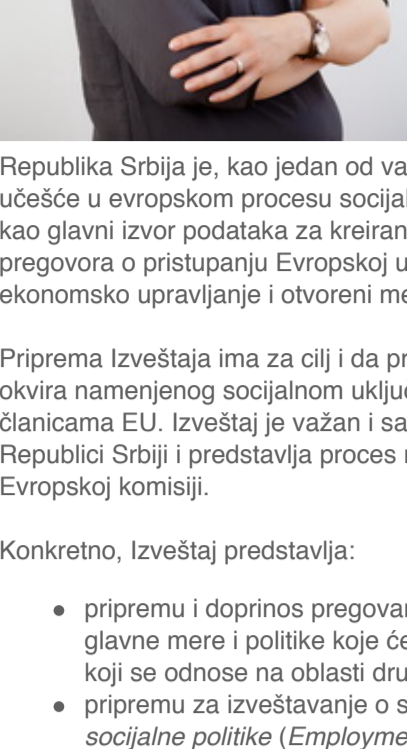 Republika Srbija je, kao jedan od va
učešće u evropskom procesu socijal
kao glavni izvor podataka za kreiran
pregovora o pristupanju Evropskoj u
ekonomsko upravljanje i otvoreni me
Priprema Izveštaja ima za cilj i da pr
okvira namenjenog socijalnom uključ
članicama EU. Izveštaj je važan i sa
Republici Srbiji i predstavlja proces
Evropskoj komisiji.
Konkretno, Izveštaj predstavlja:
• pripremu i doprinos pregovar
glavne mere i politike koje će
koji se odnose na oblasti dru
• pripremu za izveštavanje o s
socijalne politike (Employme